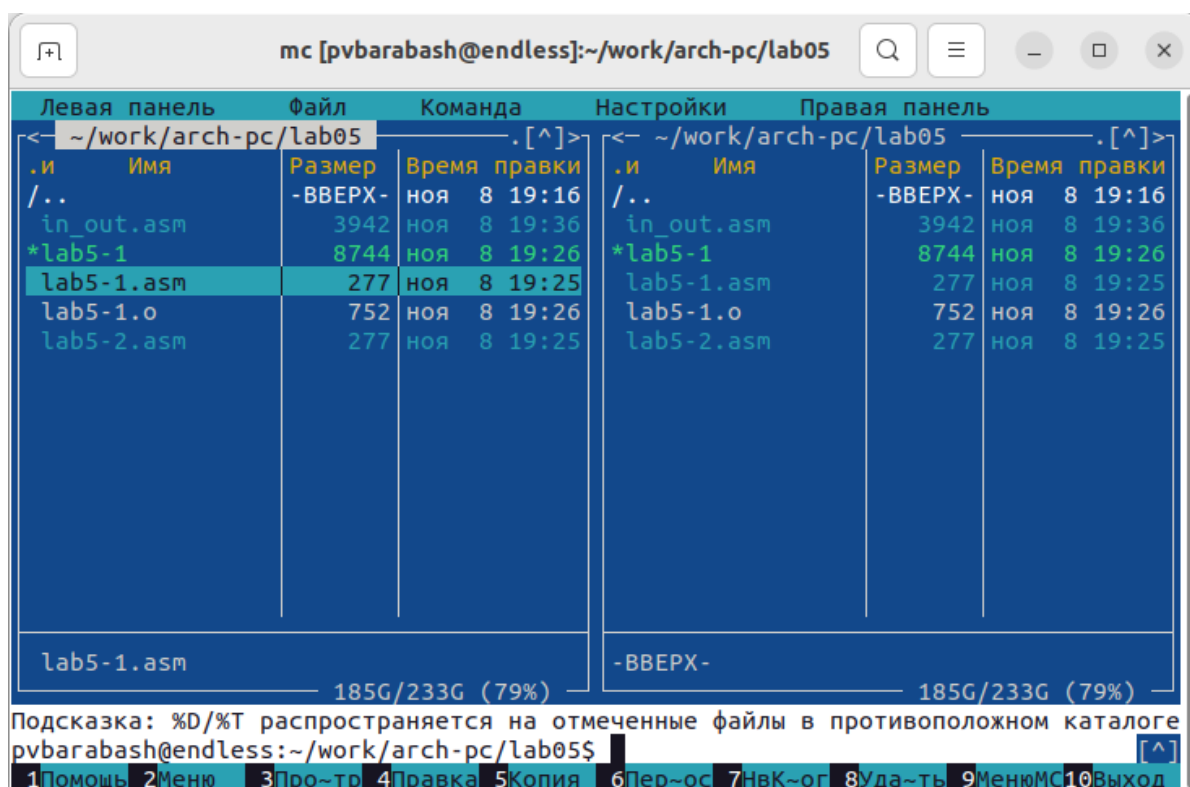 mc [pvbarabash@endless]:~/work/arch-pc/lab05
Левая панель Файл Команда Настройки Правая панель
<─ ~/work/arch-pc/lab05 ─.[^]>
.и Имя Размер Время правки
/.. -ВВЕРХ- ноя 8 19:16
in_out.asm 3942 ноя 8 19:36
*lab5-1 8744 ноя 8 19:26
lab5-1.asm 277 ноя 8 19:25
lab5-1.o 752 ноя 8 19:26
lab5-2.asm 277 ноя 8 19:25
lab5-1.asm
185G/233G (79%)
<─ ~/work/arch-pc/lab05 ─.[^]>
.и Имя Размер Время правки
/.. -ВВЕРХ- ноя 8 19:16
in_out.asm 3942 ноя 8 19:36
*lab5-1 8744 ноя 8 19:26
lab5-1.asm 277 ноя 8 19:25
lab5-1.o 752 ноя 8 19:26
lab5-2.asm 277 ноя 8 19:25
-ВВЕРХ-
185G/233G (79%)
Подсказка: %D/%T распространяется на отмеченные файлы в противоположном каталоге
pvbarabash@endless:~/work/arch-pc/lab05$ [^]
1Помощь 2Меню 3Про~тр 4Правка 5Копия 6Пер~ос 7НвК~ог 8Уда~ть 9МенюМС 10Выход